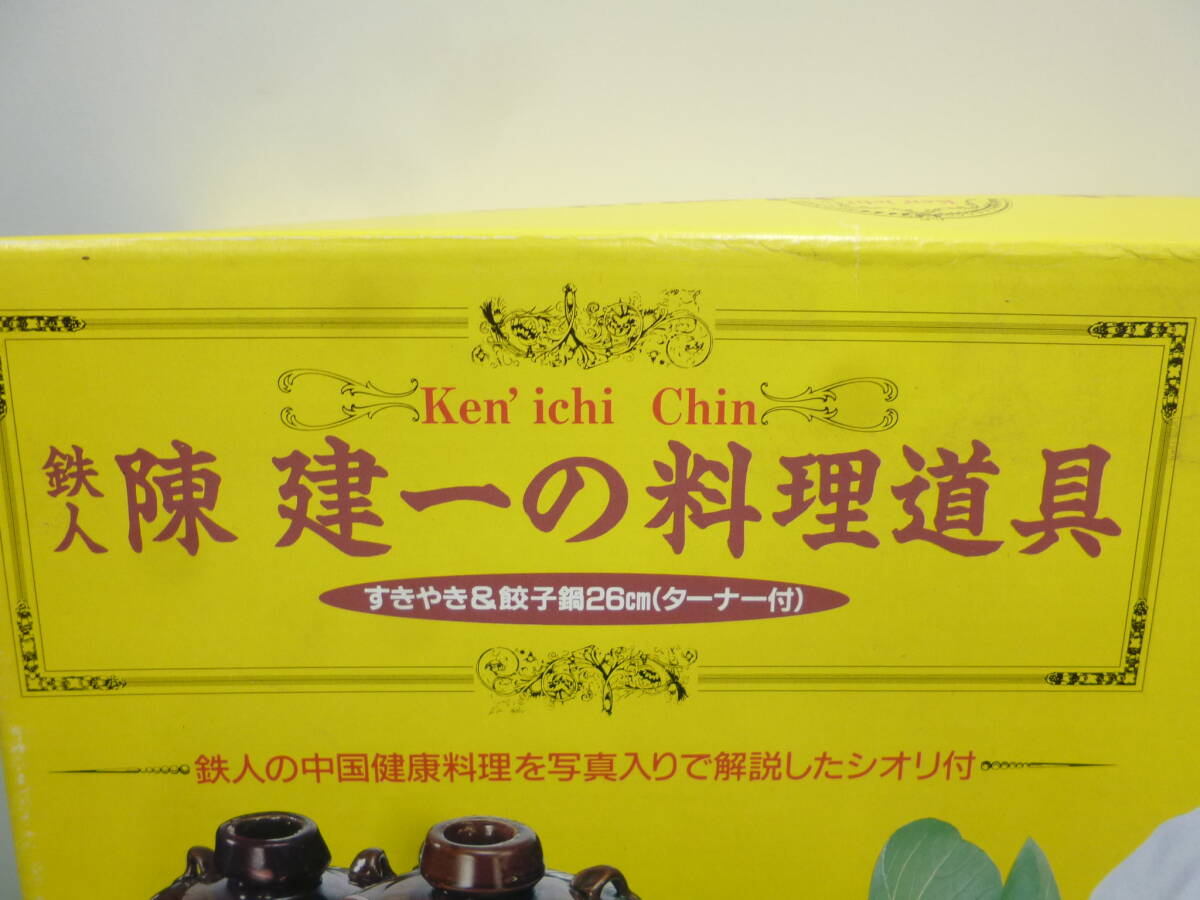 Ken'ichi
Ken' ichi Chin
鉄人 陳 建一の料理道具
すきやき&餃子鍋26㎝(ターナー付)
鉄人の中国健康料理を写真入りで解説したシオリ付